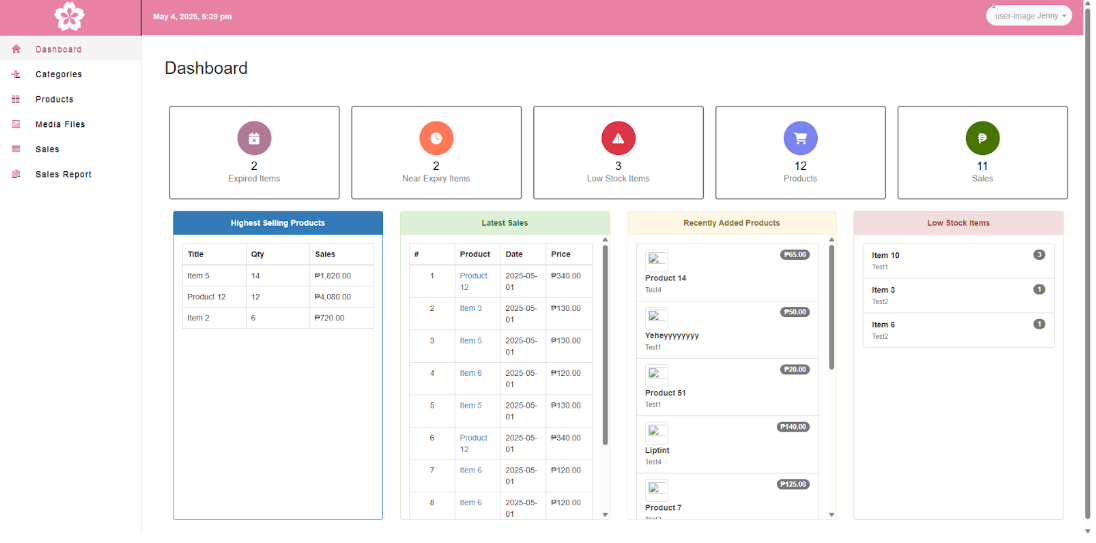 May 4, 2025, 5:39 pm
user-image Jenny
Dashboard
Categories
Products
Media Files
Sales
Sales Report
Dashboard
2
Expired Items
2
Near Expiry Items
3
Low Stock Items
12
Products
₱
11
Sales
Highest Selling Products
Title Qty Sales
Item 5 14 ₱1,820.00
Product 12 12 ₱4,080.00
Item 2 6 ₱720.00
Latest Sales
# Product Date Price
1 Product 12 2025-05-01 ₱340.00
2 Item 3 2025-05-01 ₱130.00
3 Item 5 2025-05-01 ₱130.00
4 Item 6 2025-05-01 ₱120.00
5 Item 5 2025-05-01 ₱130.00
6 Product 12 2025-05-01 ₱340.00
7 Item 6 2025-05-01 ₱120.00
8 Item 6 2025-05-01 ₱120.00
Recently Added Products
₱65.00
Product 14
Test4
₱50.00
Yeheyyyyyyyy
Test1
₱20.00
Product 51
Test1
₱140.00
Liptint
Test4
₱125.00
Product 7
Low Stock Items
Item 10 3
Test1
Item 3 1
Test2
Item 6 1
Test2